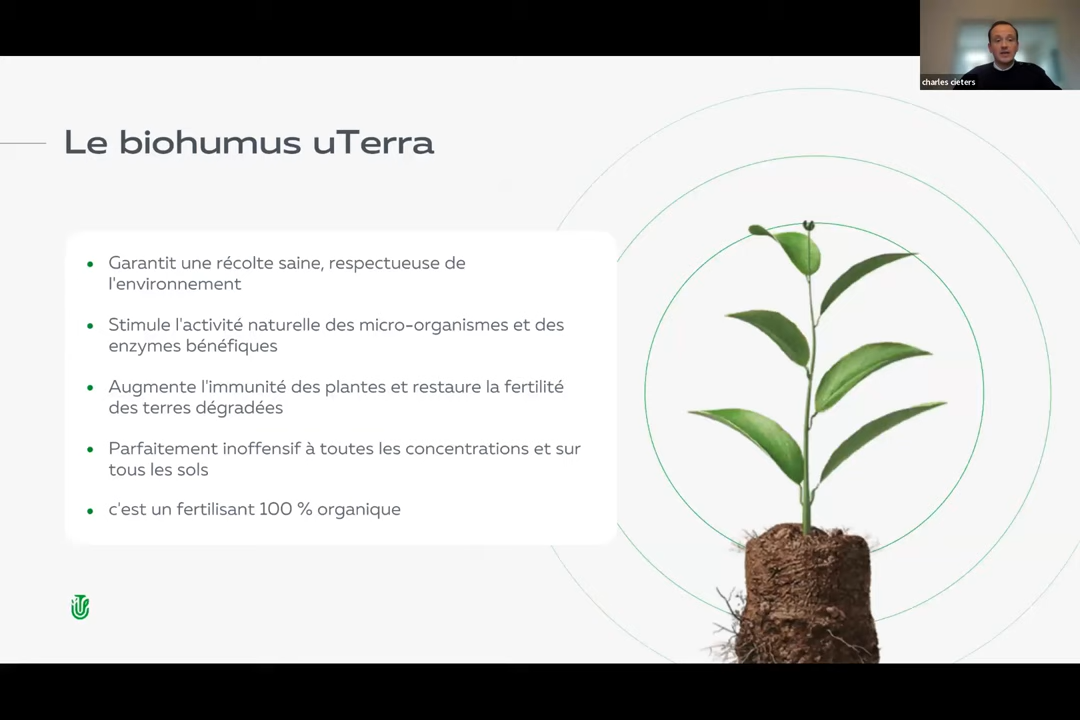 charles cieters
Le biohumus uTerra
Garantit une récolte saine, respectueuse de
l'environnement
Stimule l'activité naturelle des micro-organismes et des
enzymes bénéfiques
Augmente l'immunité des plantes et restaure la fertilité
des terres dégradées
Parfaitement inoffensif à toutes les concentrations et sur
tous les sols
c'est un fertilisant 100 % organique